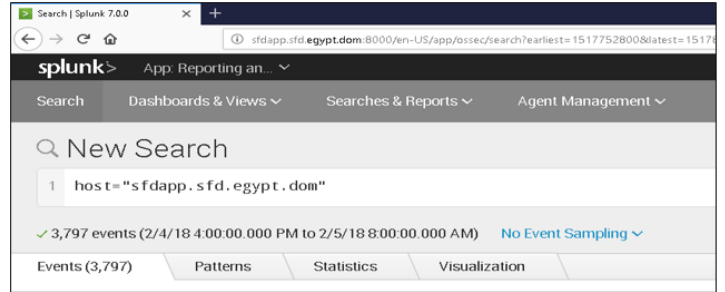 Search | Splunk 7.0.0
sfdapp.sfd.egypt.dom:8000/en-US/app/ossec/search?earliest=1517752800&latest=15178
splunk> App: Reporting an...
Search Dashboards & Views Searches & Reports Agent Management
New Search
1 host="sfdapp.sfd.egypt.dom"
3,797 events (2/4/18 4:00:00.000 PM to 2/5/18 8:00:00.000 AM) No Event Sampling
Events (3,797) Patterns Statistics Visualization